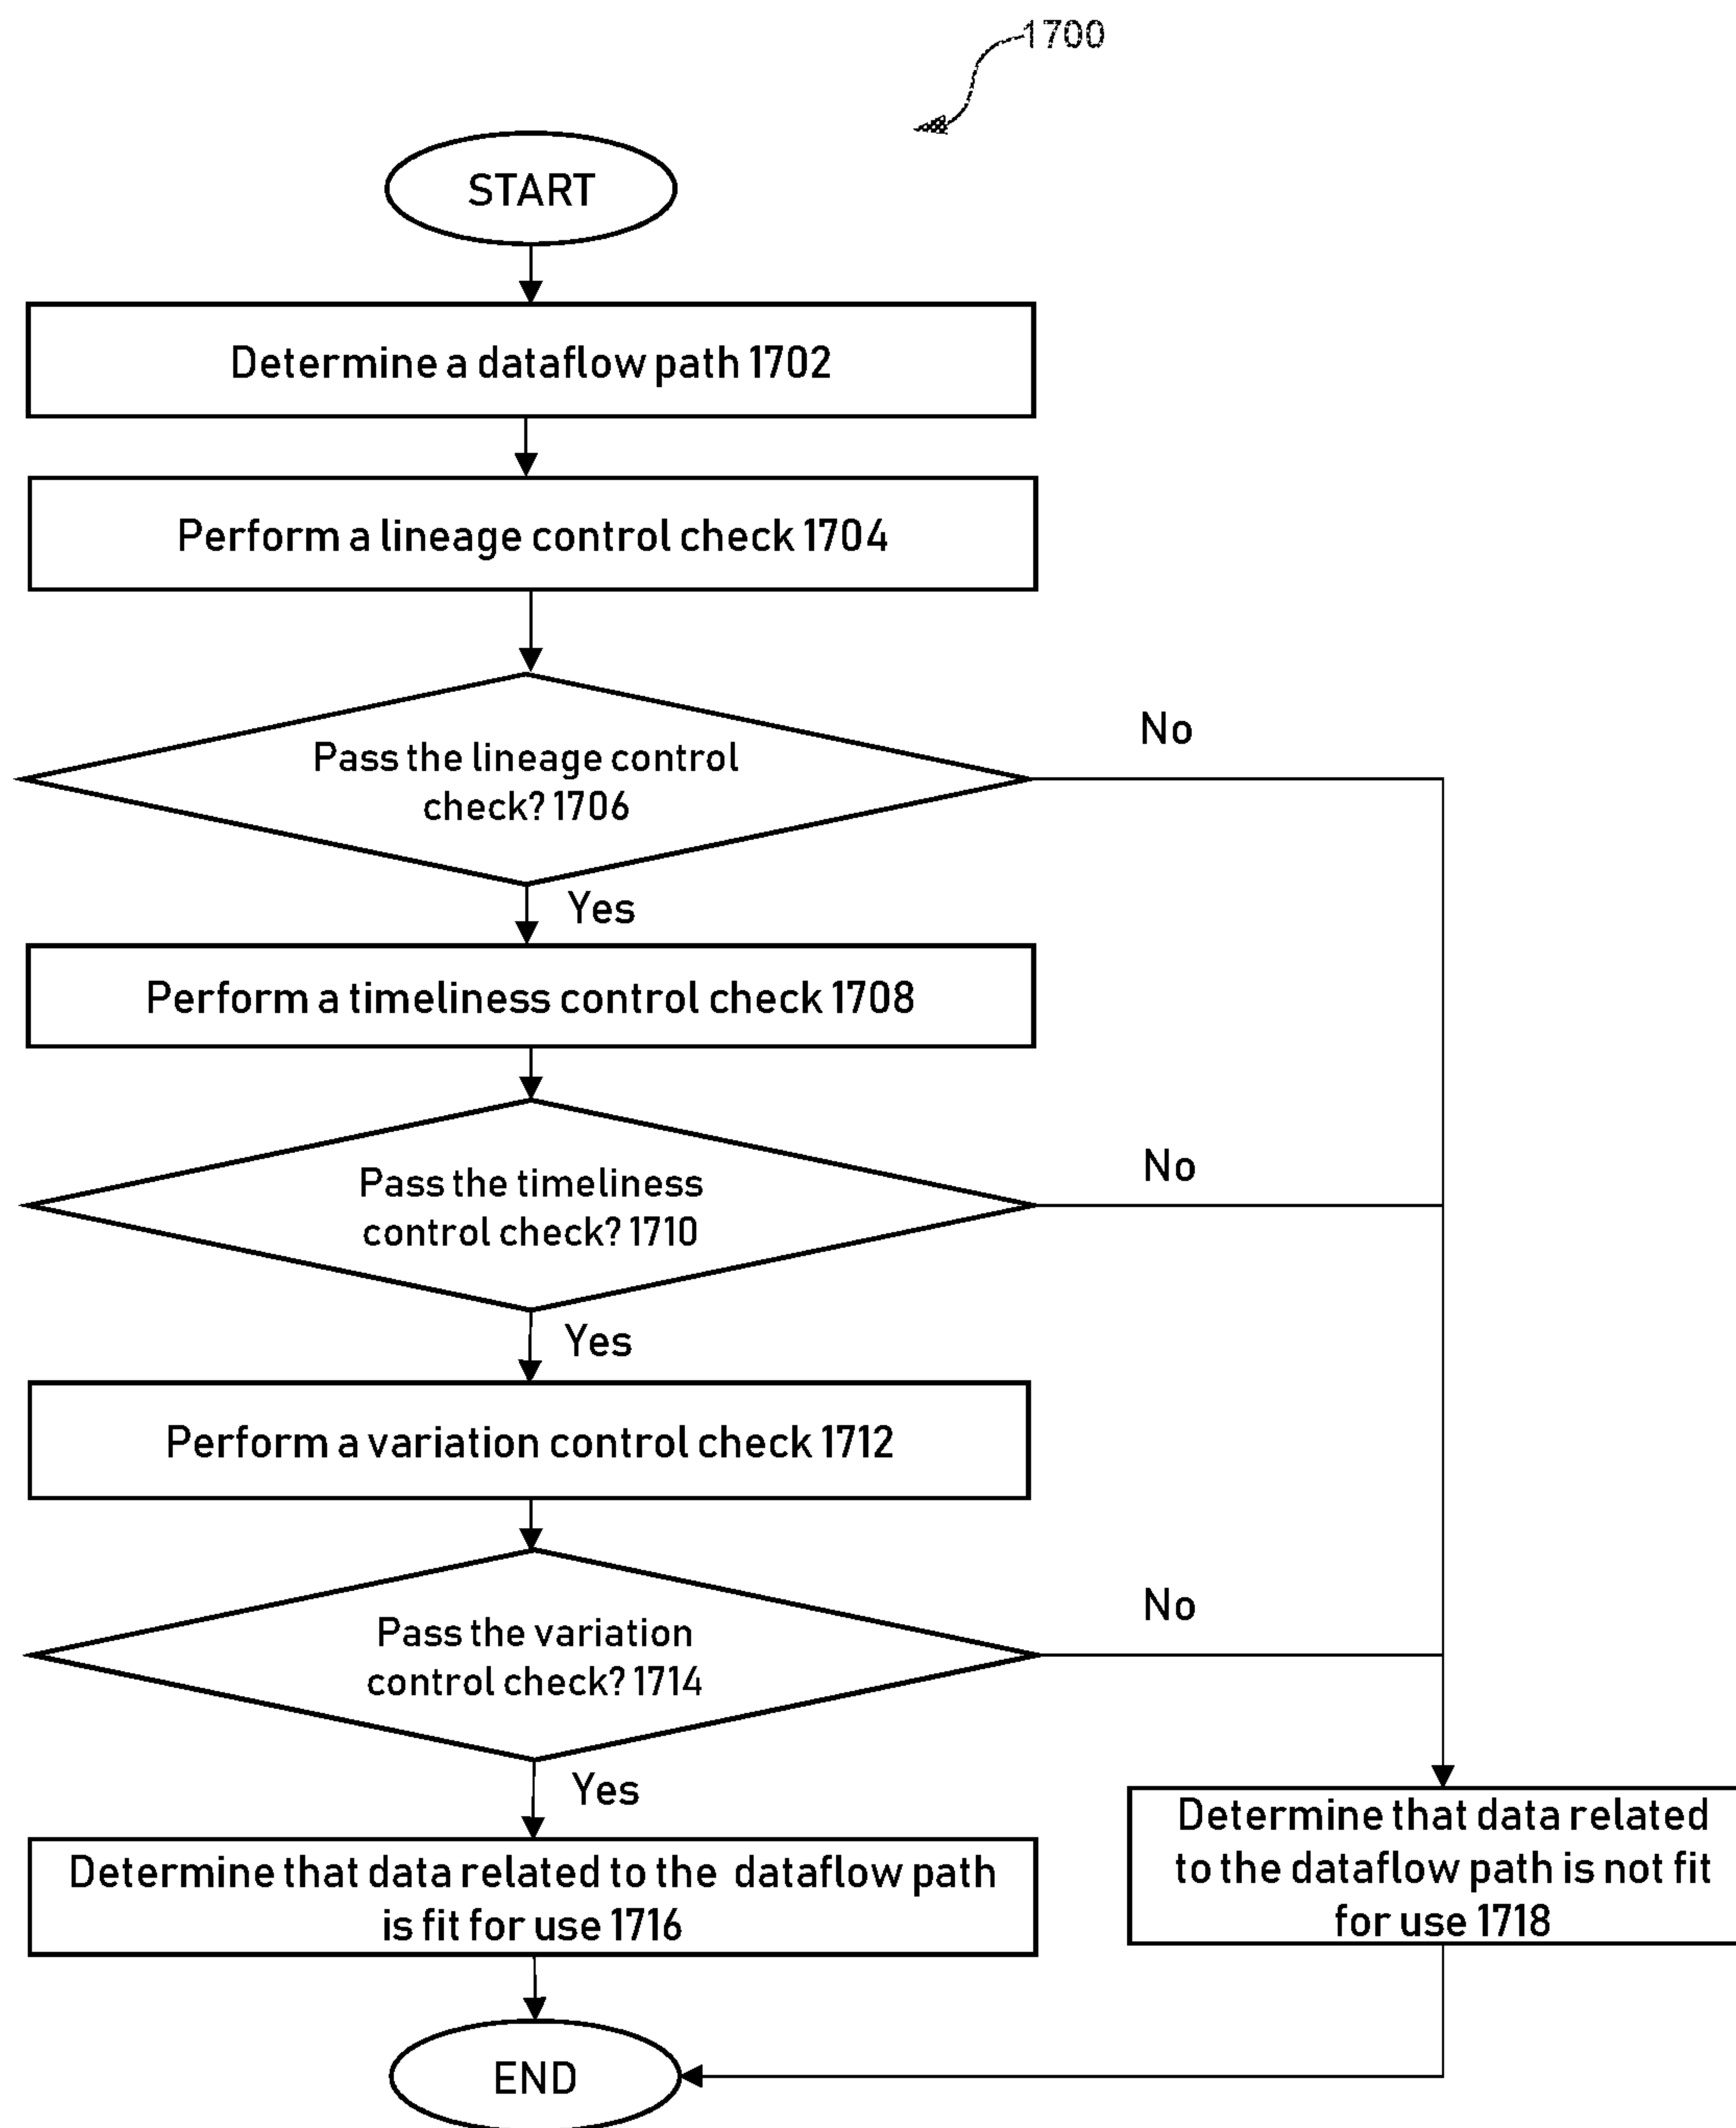 1700
START
Determine a dataflow path 1702
Perform a lineage control check 1704
No
Pass the lineage control
check? 1706
Yes
Perform a timeliness control check 1708
No
Pass the timeliness
control check? 1710
Yes
Perform a variation control check 1712
No
Pass the variation
control check? 1714
Yes
Determine that data related to the dataflow path
is fit for use 1716
Determine that data related
to the dataflow path is not fit
for use 1718
END